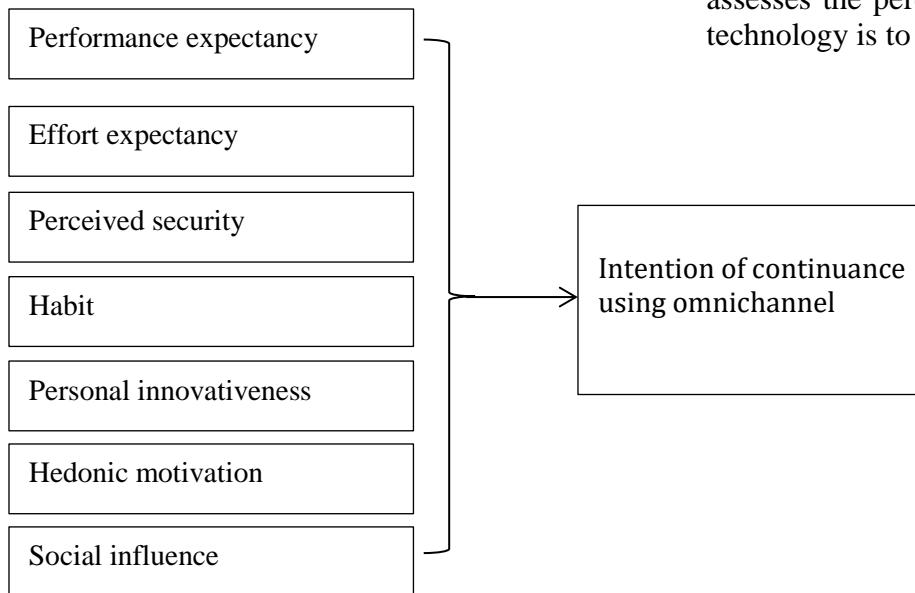 assesses the
technology is to
Performance expectancy
Effort expectancy
Perceived security
Habit
Personal innovativeness
Hedonic motivation
Social influence
Intention of continuance
using omnichannel